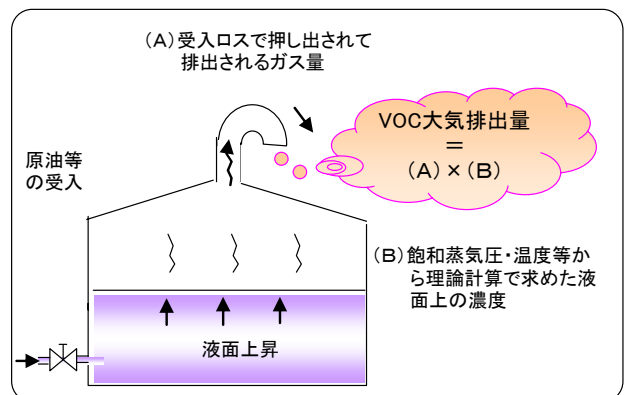 (A)受入ロスで押し出されて
排出されるガス量
VOC大気排出量
=
(A)×(B)
原油等
の受入
(B)飽和蒸気圧・温度等か
ら理論計算で求めた液
面上の濃度
液面上昇